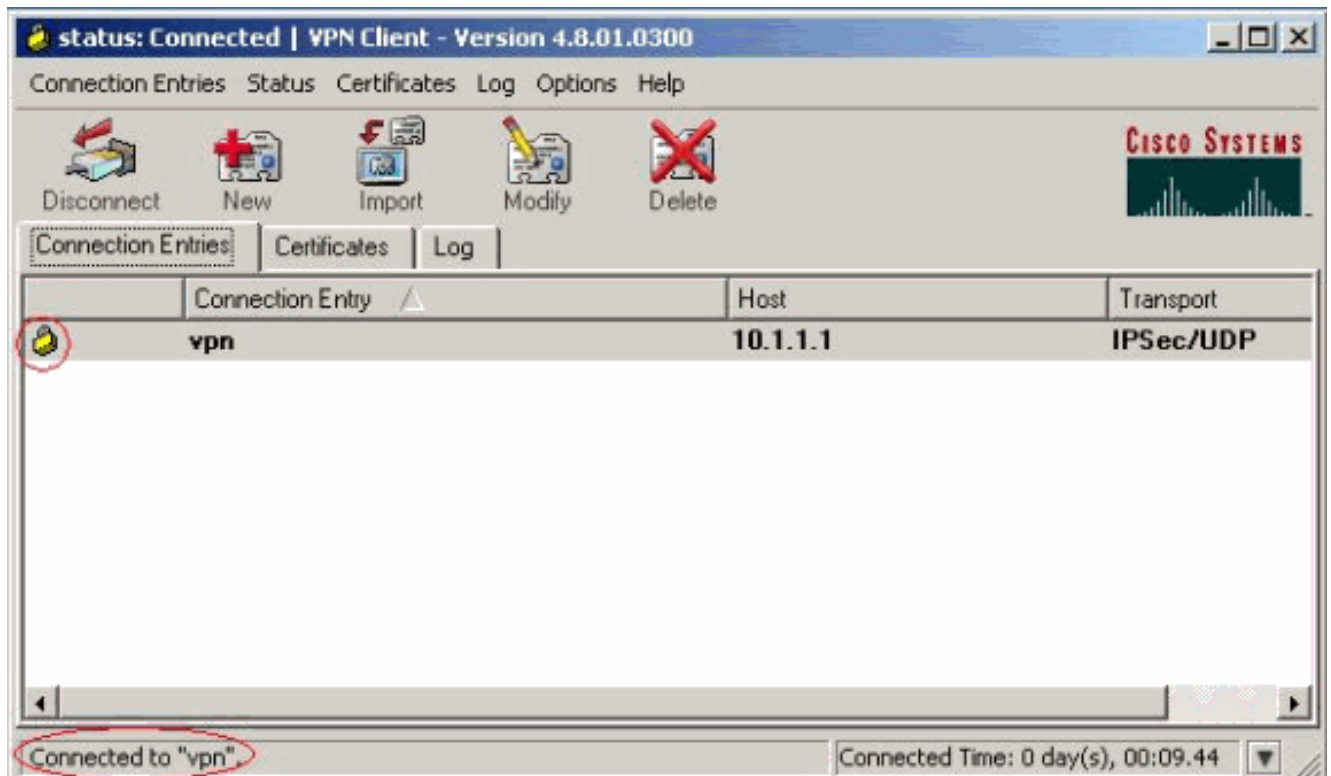 status: Connected | VPN Client - Version 4.8.01.0300
Connection Entries Status Certificates Log Options Help
Disconnect New Import Modify Delete
CISCO SYSTEMS
Connection Entries Certificates Log
Connection Entry Host Transport
vpn 10.1.1.1 IPSec/UDP
Connected to "vpn". Connected Time: 0 day(s), 00:09.44